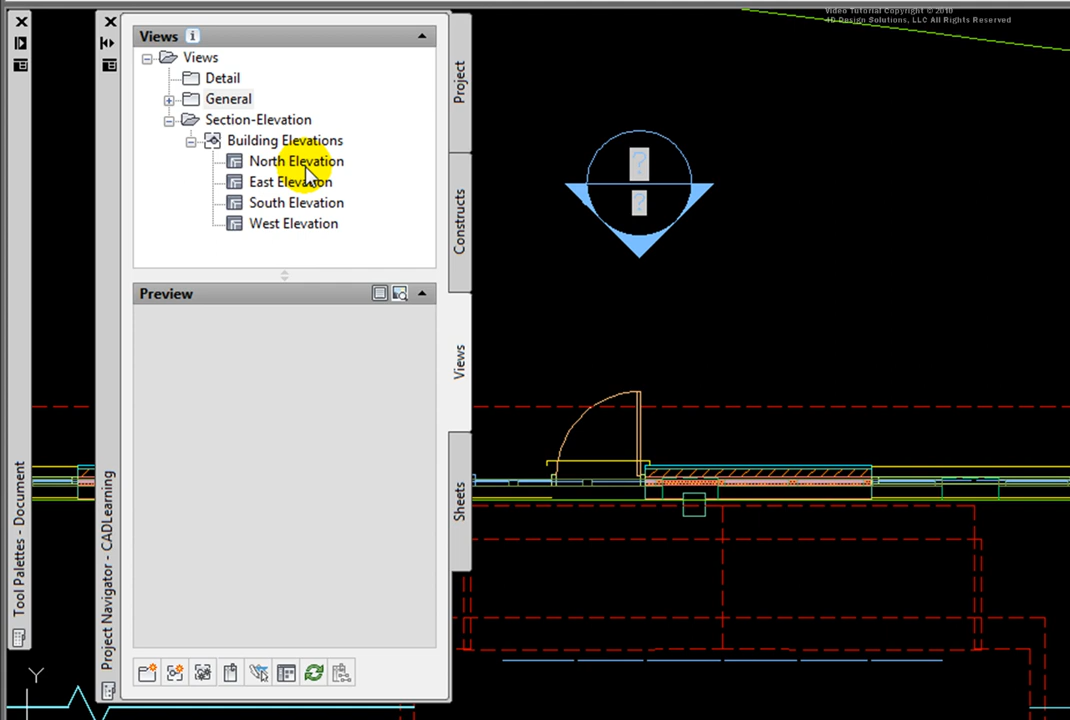 Video Tutorial Copyright © 2010
4D Design Solutions, LLC All Rights Reserved
Views
Views
Detail
General
Section-Elevation
Building Elevations
North Elevation
East Elevation
South Elevation
West Elevation
Preview
Project
Constructs
Views
Sheets
Tool Palettes - Document
Project Navigator - CADLearning
?
?
Y